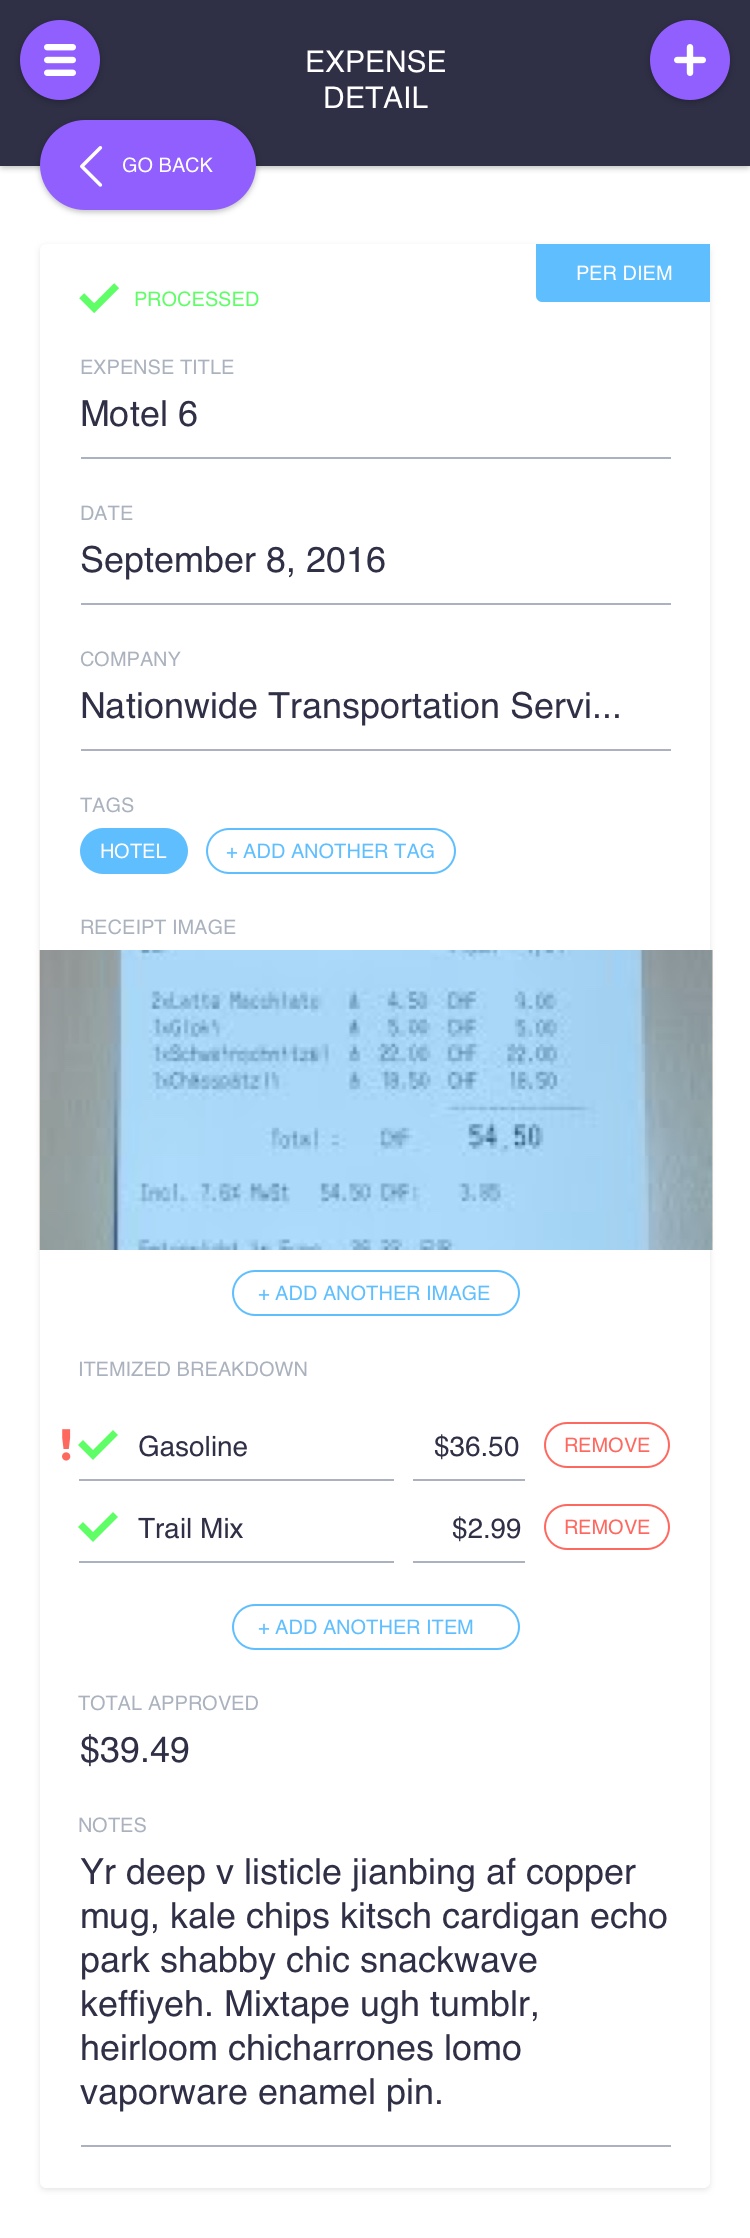 EXPENSE
DETAIL
GO BACK
PER DIEM
PROCESSED
EXPENSE TITLE
Motel 6
DATE
September 8, 2016
COMPANY
Nationwide Transportation Servi...
TAGS
HOTEL + ADD ANOTHER TAG
RECEIPT IMAGE
2xLatte Macchiato A 4.50 CHF 9.00
1xGloki A 5.00 CHF 5.00
1xSchweinschnitzel A 22.00 CHF 22.00
1xChässpätzli A 18.50 CHF 18.50
Total : CHF 54.50
Incl. 7.6% MwSt 54.50 CHF: 3.85
+ ADD ANOTHER IMAGE
ITEMIZED BREAKDOWN
! Gasoline $36.50 REMOVE
Trail Mix $2.99 REMOVE
+ ADD ANOTHER ITEM
TOTAL APPROVED
$39.49
NOTES
Yr deep v listicle jianbing af copper
mug, kale chips kitsch cardigan echo
park shabby chic snackwave
keffiyeh. Mixtape ugh tumblr,
heirloom chicharrones lomo
vaporware enamel pin.